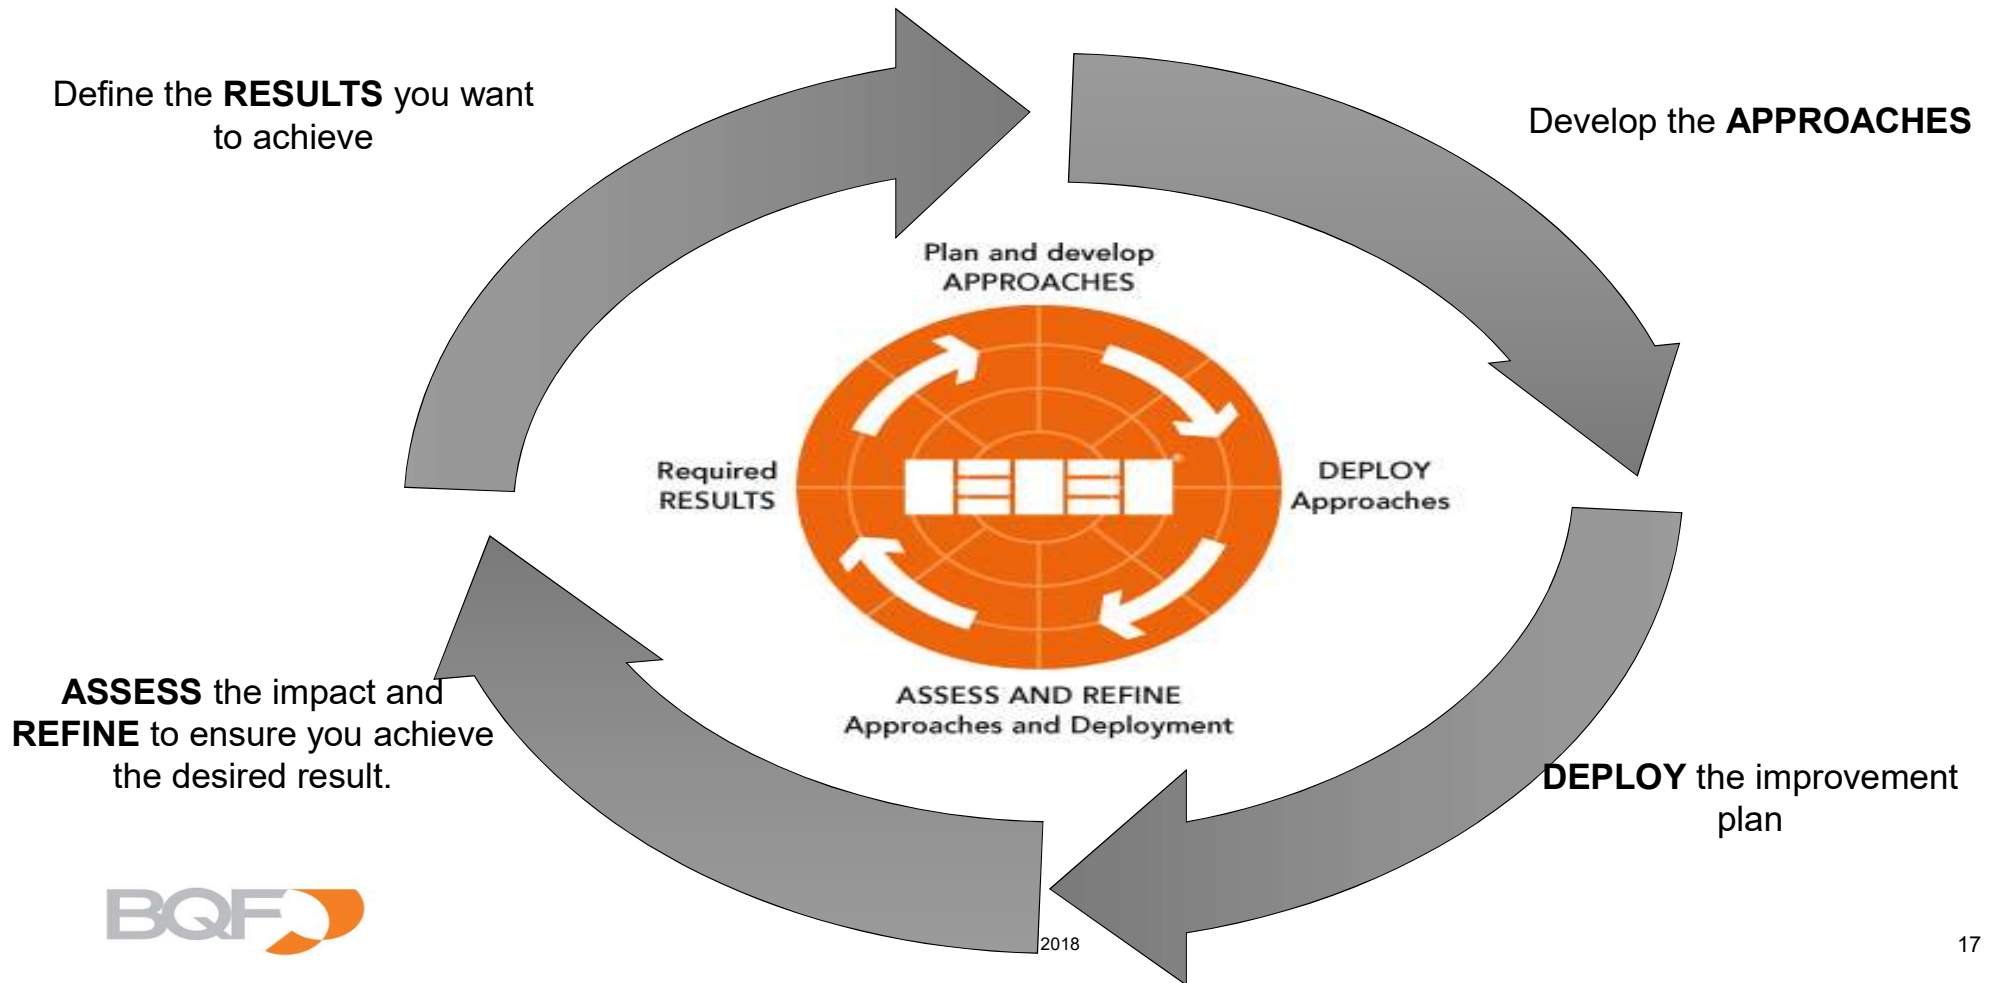 Define the RESULTS you want
to achieve
Develop the APPROACHES
Plan and develop
APPROACHES
Required
RESULTS
®
DEPLOY
Approaches
ASSESS AND REFINE
Approaches and Deployment
ASSESS the impact and
REFINE to ensure you achieve
the desired result.
DEPLOY the improvement
plan
BQF
2018
17